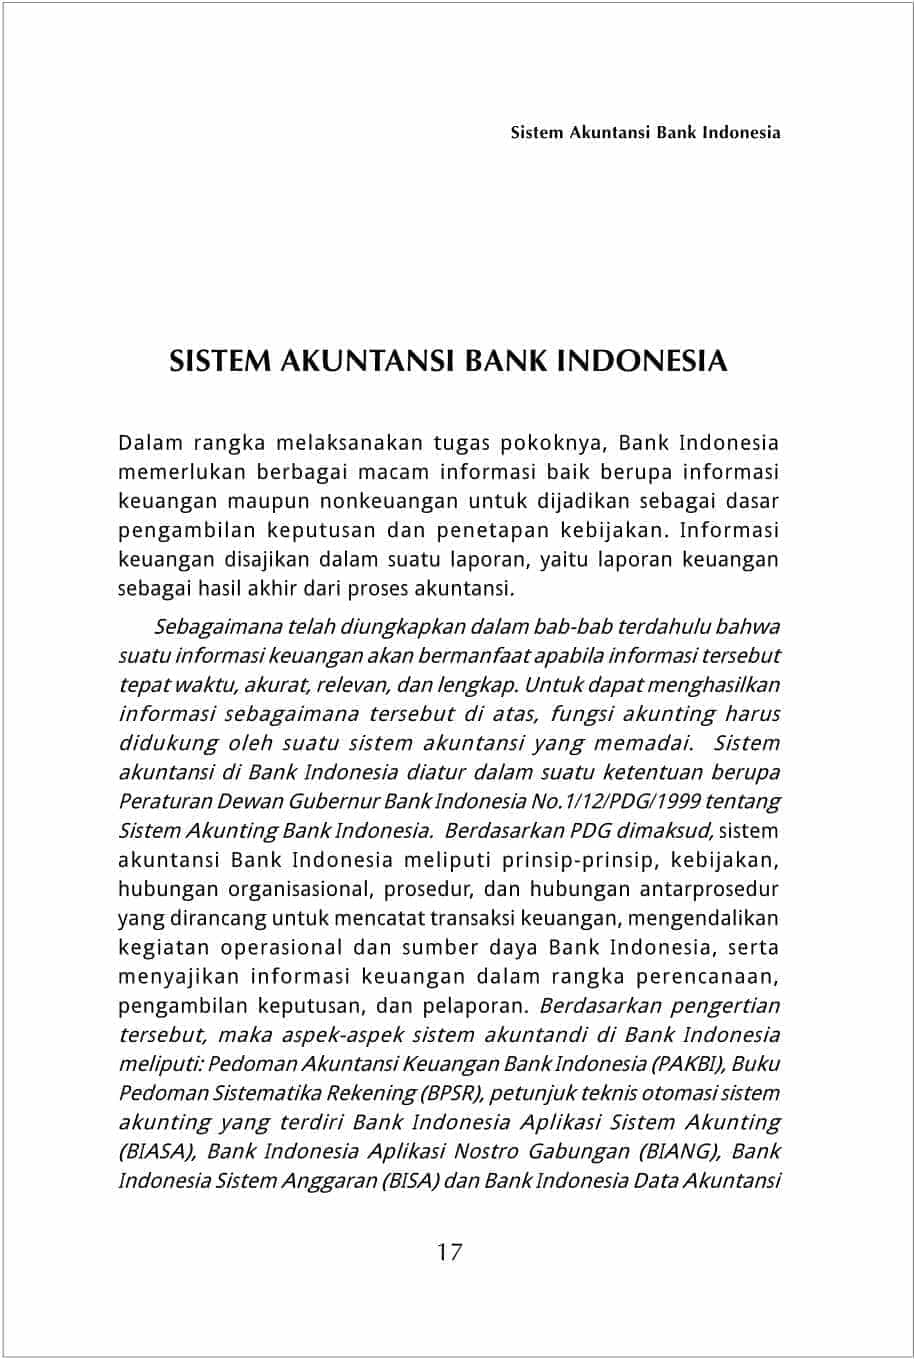 Sistem Akuntansi Bank Indonesia
SISTEM AKUNTANSI BANK INDONESIA
Dalam rangka melaksanakan tugas pokoknya, Bank Indonesia
memerlukan berbagai macam informasi baik berupa informasi
keuangan maupun nonkeuangan untuk dijadikan sebagai dasar
pengambilan keputusan dan penetapan kebijakan. Informasi
keuangan disajikan dalam suatu laporan, yaitu laporan keuangan
sebagai hasil akhir dari proses akuntansi.
Sebagaimana telah diungkapkan dalam bab-bab terdahulu bahwa
suatu informasi keuangan akan bermanfaat apabila informasi tersebut
tepat waktu, akurat, relevan, dan lengkap. Untuk dapat menghasilkan
informasi sebagaimana tersebut di atas, fungsi akunting harus
didukung oleh suatu sistem akuntansi yang memadai. Sistem
akuntansi di Bank Indonesia diatur dalam suatu ketentuan berupa
Peraturan Dewan Gubernur Bank Indonesia No.1/12/PDG/1999 tentang
Sistem Akunting Bank Indonesia. Berdasarkan PDG dimaksud, sistem
akuntansi Bank Indonesia meliputi prinsip-prinsip, kebijakan,
hubungan organisasional, prosedur, dan hubungan antarprosedur
yang dirancang untuk mencatat transaksi keuangan, mengendalikan
kegiatan operasional dan sumber daya Bank Indonesia, serta
menyajikan informasi keuangan dalam rangka perencanaan,
pengambilan keputusan, dan pelaporan. Berdasarkan pengertian
tersebut, maka aspek-aspek sistem akuntandi di Bank Indonesia
meliputi: Pedoman Akuntansi Keuangan Bank Indonesia (PAKBI), Buku
Pedoman Sistematika Rekening (BPSR), petunjuk teknis otomasi sistem
akunting yang terdiri Bank Indonesia Aplikasi Sistem Akunting
(BIASA), Bank Indonesia Aplikasi Nostro Gabungan (BIANG), Bank
Indonesia Sistem Anggaran (BISA) dan Bank Indonesia Data Akuntansi
17